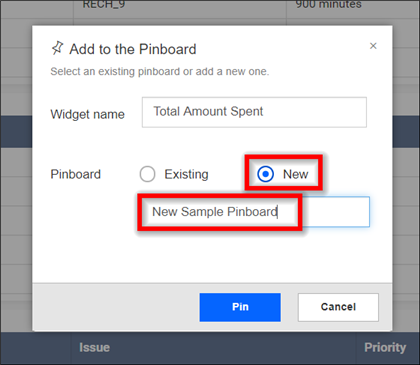 RECH_9 900 minutes
Add to the Pinboard ×
Select an existing pinboard or add a new one.
Widget name Total Amount Spent
Pinboard Existing New
New Sample Pinboard
Pin Cancel
Issue Priority